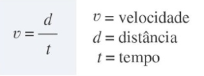 v = d/t
v = velocidade
d = distância
t = tempo